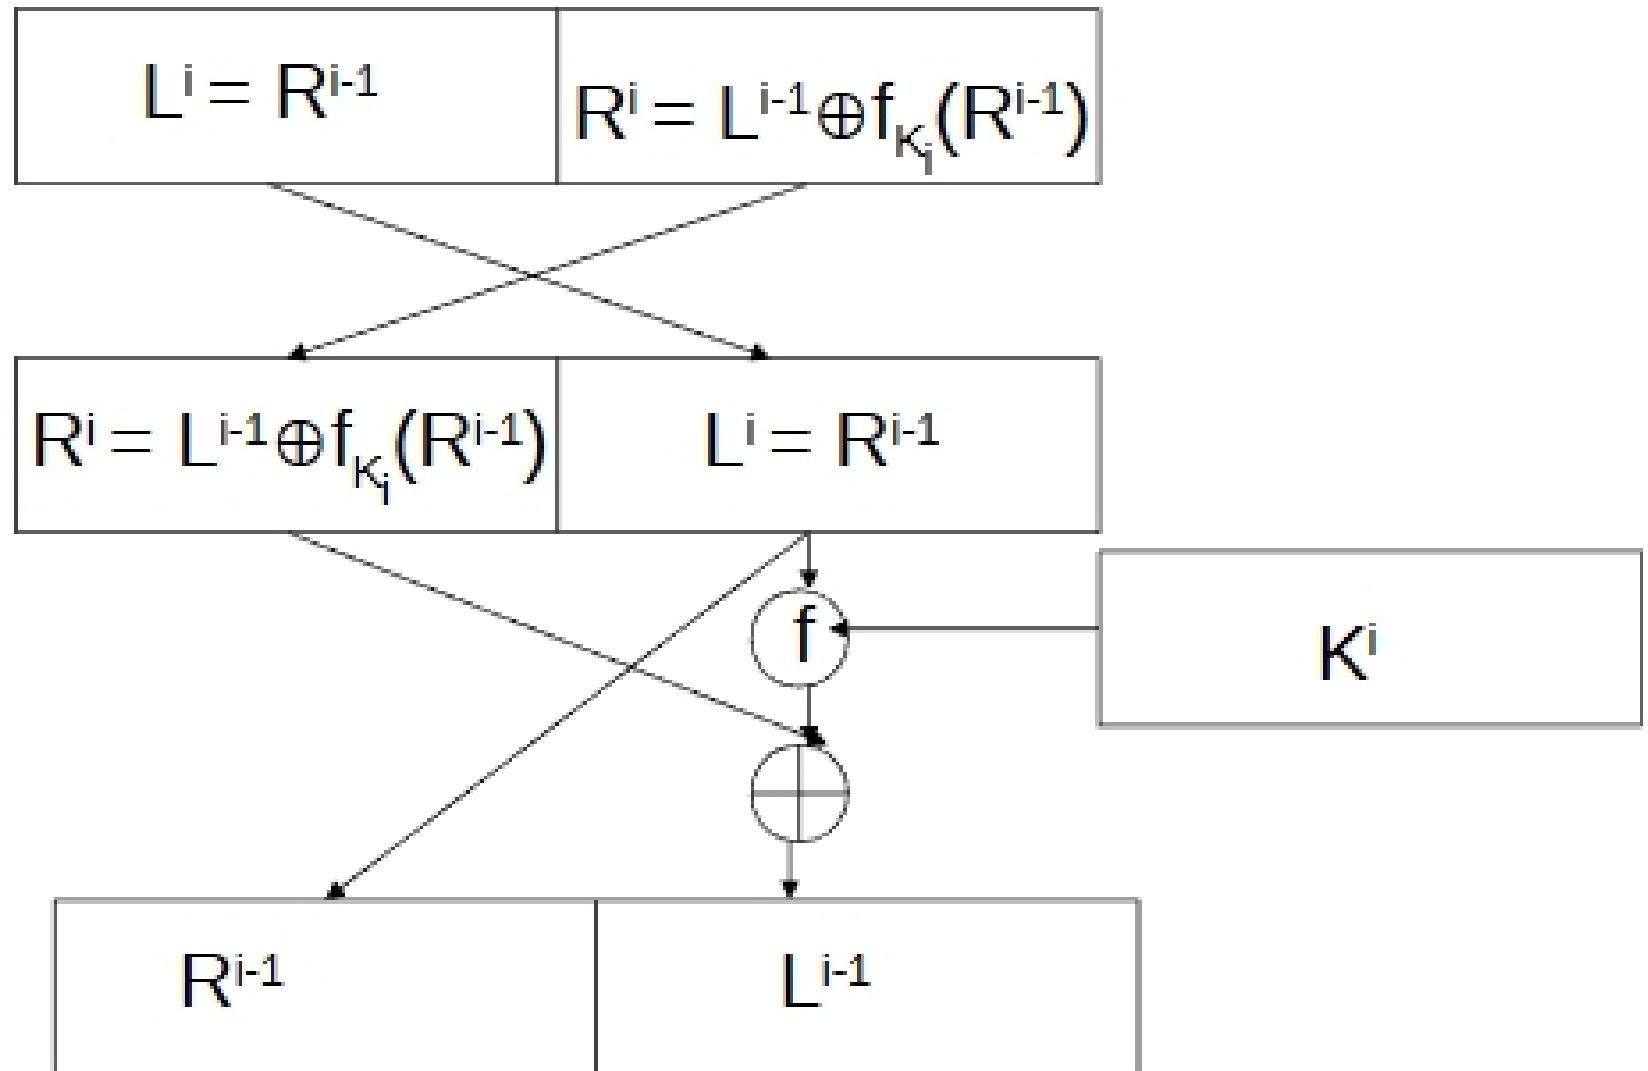 Lⁱ = Rⁱ⁻¹
Rⁱ = Lⁱ⁻¹⊕f_Kᵢ(Rⁱ⁻¹)
Rⁱ = Lⁱ⁻¹⊕f_Kᵢ(Rⁱ⁻¹)
Lⁱ = Rⁱ⁻¹
f
Kⁱ
Rⁱ⁻¹
Lⁱ⁻¹